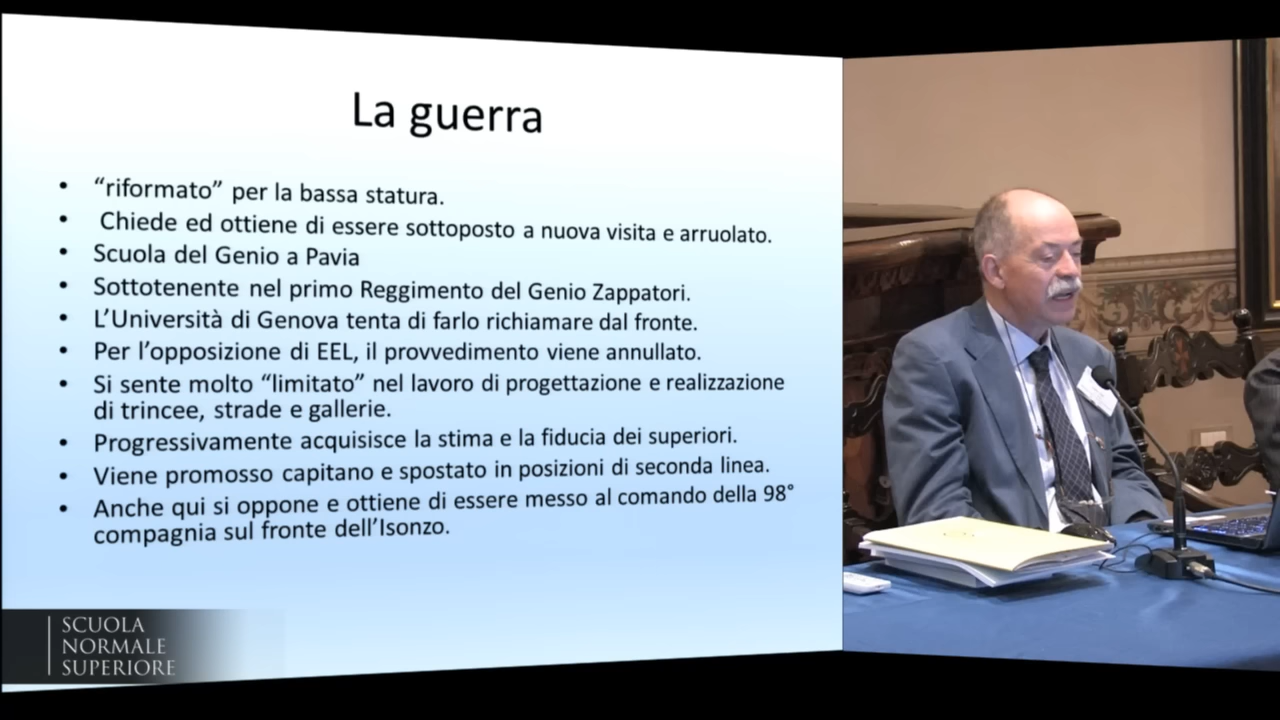 La guerra
• “riformato” per la bassa statura.
• Chiede ed ottiene di essere sottoposto a nuova visita e arruolato.
• Scuola del Genio a Pavia
• Sottotenente nel primo Reggimento del Genio Zappatori.
• L’Università di Genova tenta di farlo richiamare dal fronte.
• Per l’opposizione di EEL, il provvedimento viene annullato.
• Si sente molto “limitato” nel lavoro di progettazione e realizzazione
di trincee, strade e gallerie.
• Progressivamente acquisisce la stima e la fiducia dei superiori.
• Viene promosso capitano e spostato in posizioni di seconda linea.
• Anche qui si oppone e ottiene di essere messo al comando della 98°
compagnia sul fronte dell’Isonzo.
SCUOLA
NORMALE
SUPERIORE